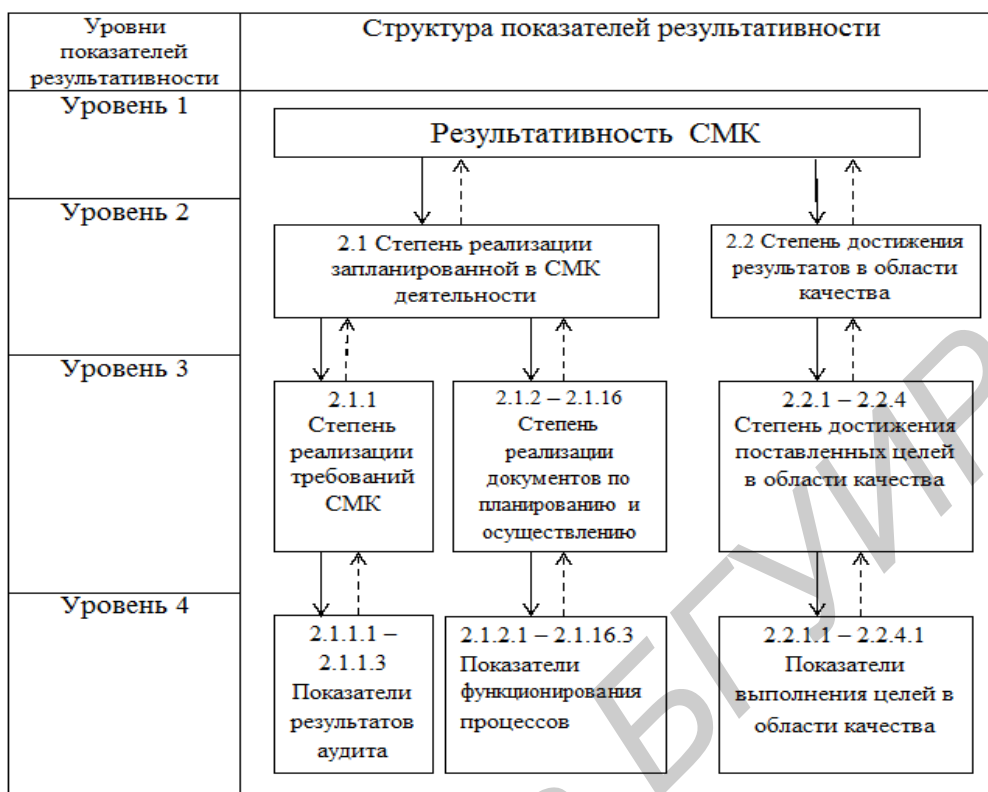 Уровни
показателей
результативности
Структура показателей результативности
Уровень 1
Результативность СМК
Уровень 2
2.1 Степень реализации
запланированной в СМК
деятельности
2.2 Степень достижения
результатов в области
качества
Уровень 3
2.1.1
Степень
реализации
требований
СМК
2.1.2 – 2.1.16
Степень
реализации
документов по
планированию и
осуществлению
2.2.1 – 2.2.4
Степень достижения
поставленных целей
в области качества
Уровень 4
2.1.1.1 –
2.1.1.3
Показатели
результатов
аудита
2.1.2.1 – 2.1.16.3
Показатели
функционирования
процессов
2.2.1.1 – 2.2.4.1
Показатели
выполнения целей в
области качества
БГУИР